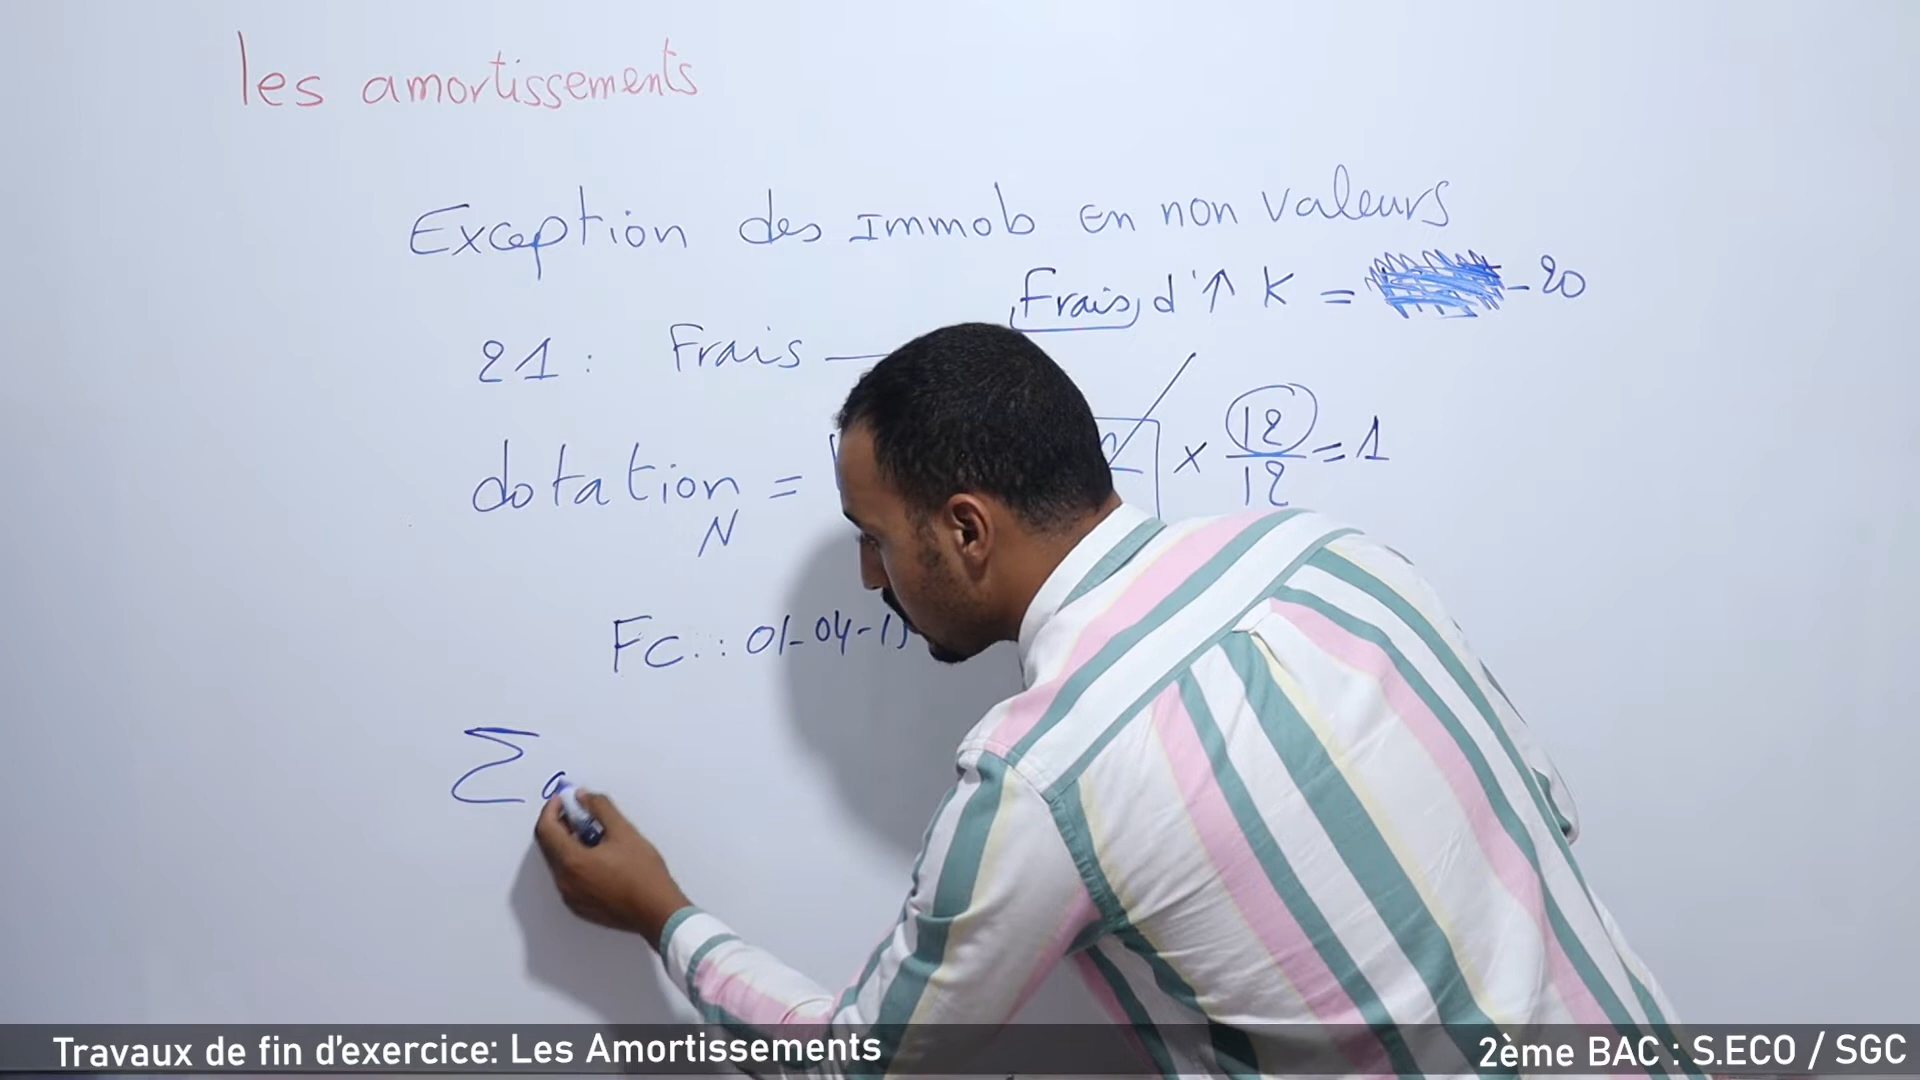 les amortissements
Exception des Immob en non valeurs
Frais d'↑ K = -20
21 : Frais —
dotation N = × 12/12 = 1
FC : 01-04-1
Σa
Travaux de fin d'exercice: Les Amortissements
2ème BAC : S.ECO / SGC